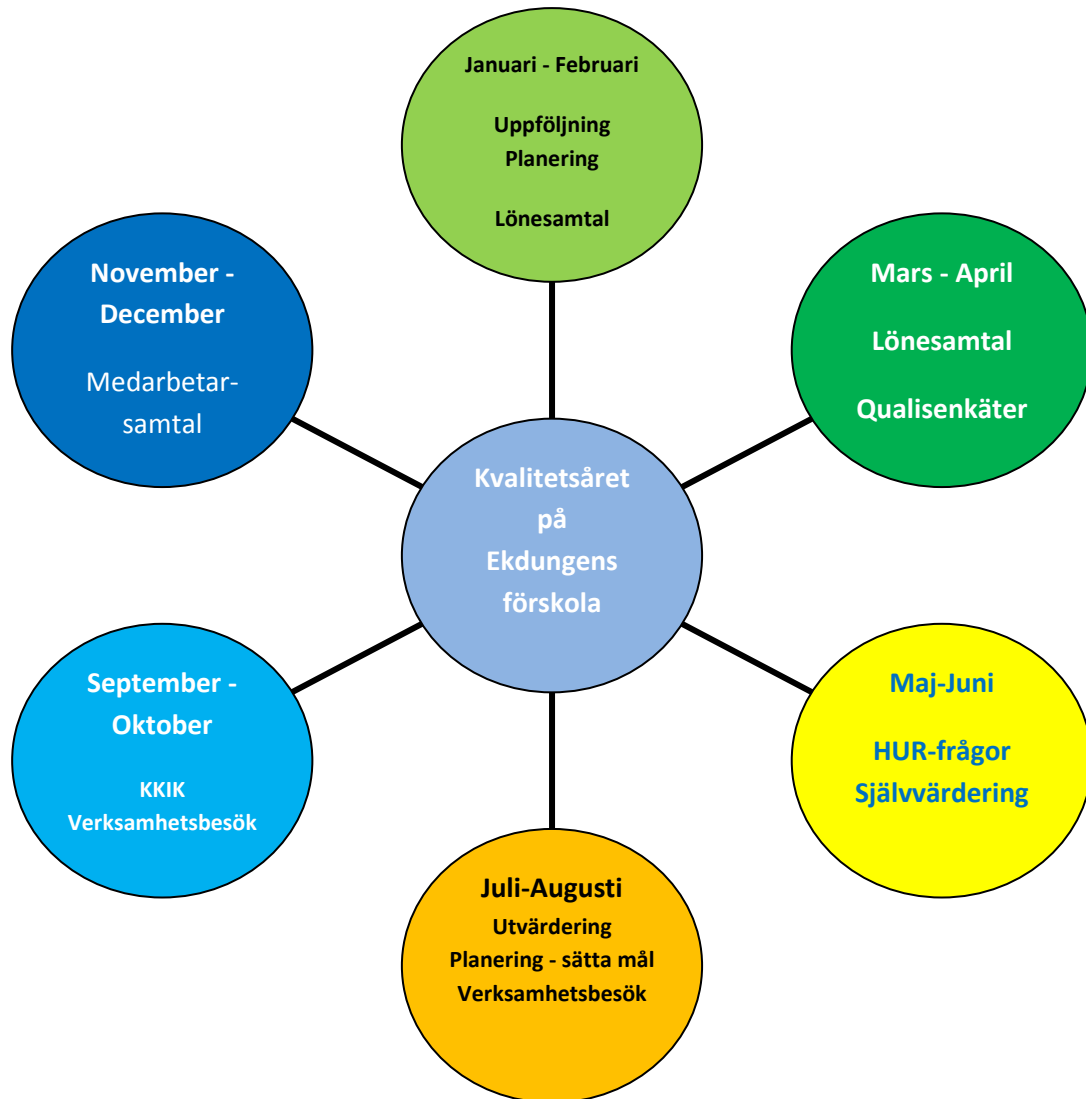 Januari - Februari
Uppföljning
Planering
Lönesamtal
Mars - April
Lönesamtal
Qualisenkäter
Maj-Juni
HUR-frågor
Självvärdering
Juli-Augusti
Utvärdering
Planering - sätta mål
Verksamhetsbesök
September -
Oktober
KKIK
Verksamhetsbesök
November -
December
Medarbetar-
samtal
Kvalitetsåret
på
Ekdungens
förskola